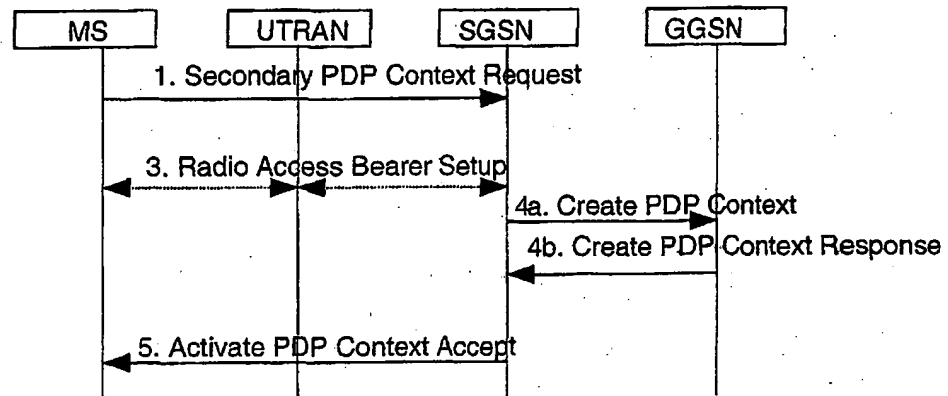 MS UTRAN SGSN GGSN
1. Secondary PDP Context Request
3. Radio Access Bearer Setup
4a. Create PDP Context
4b. Create PDP Context Response
5. Activate PDP Context Accept